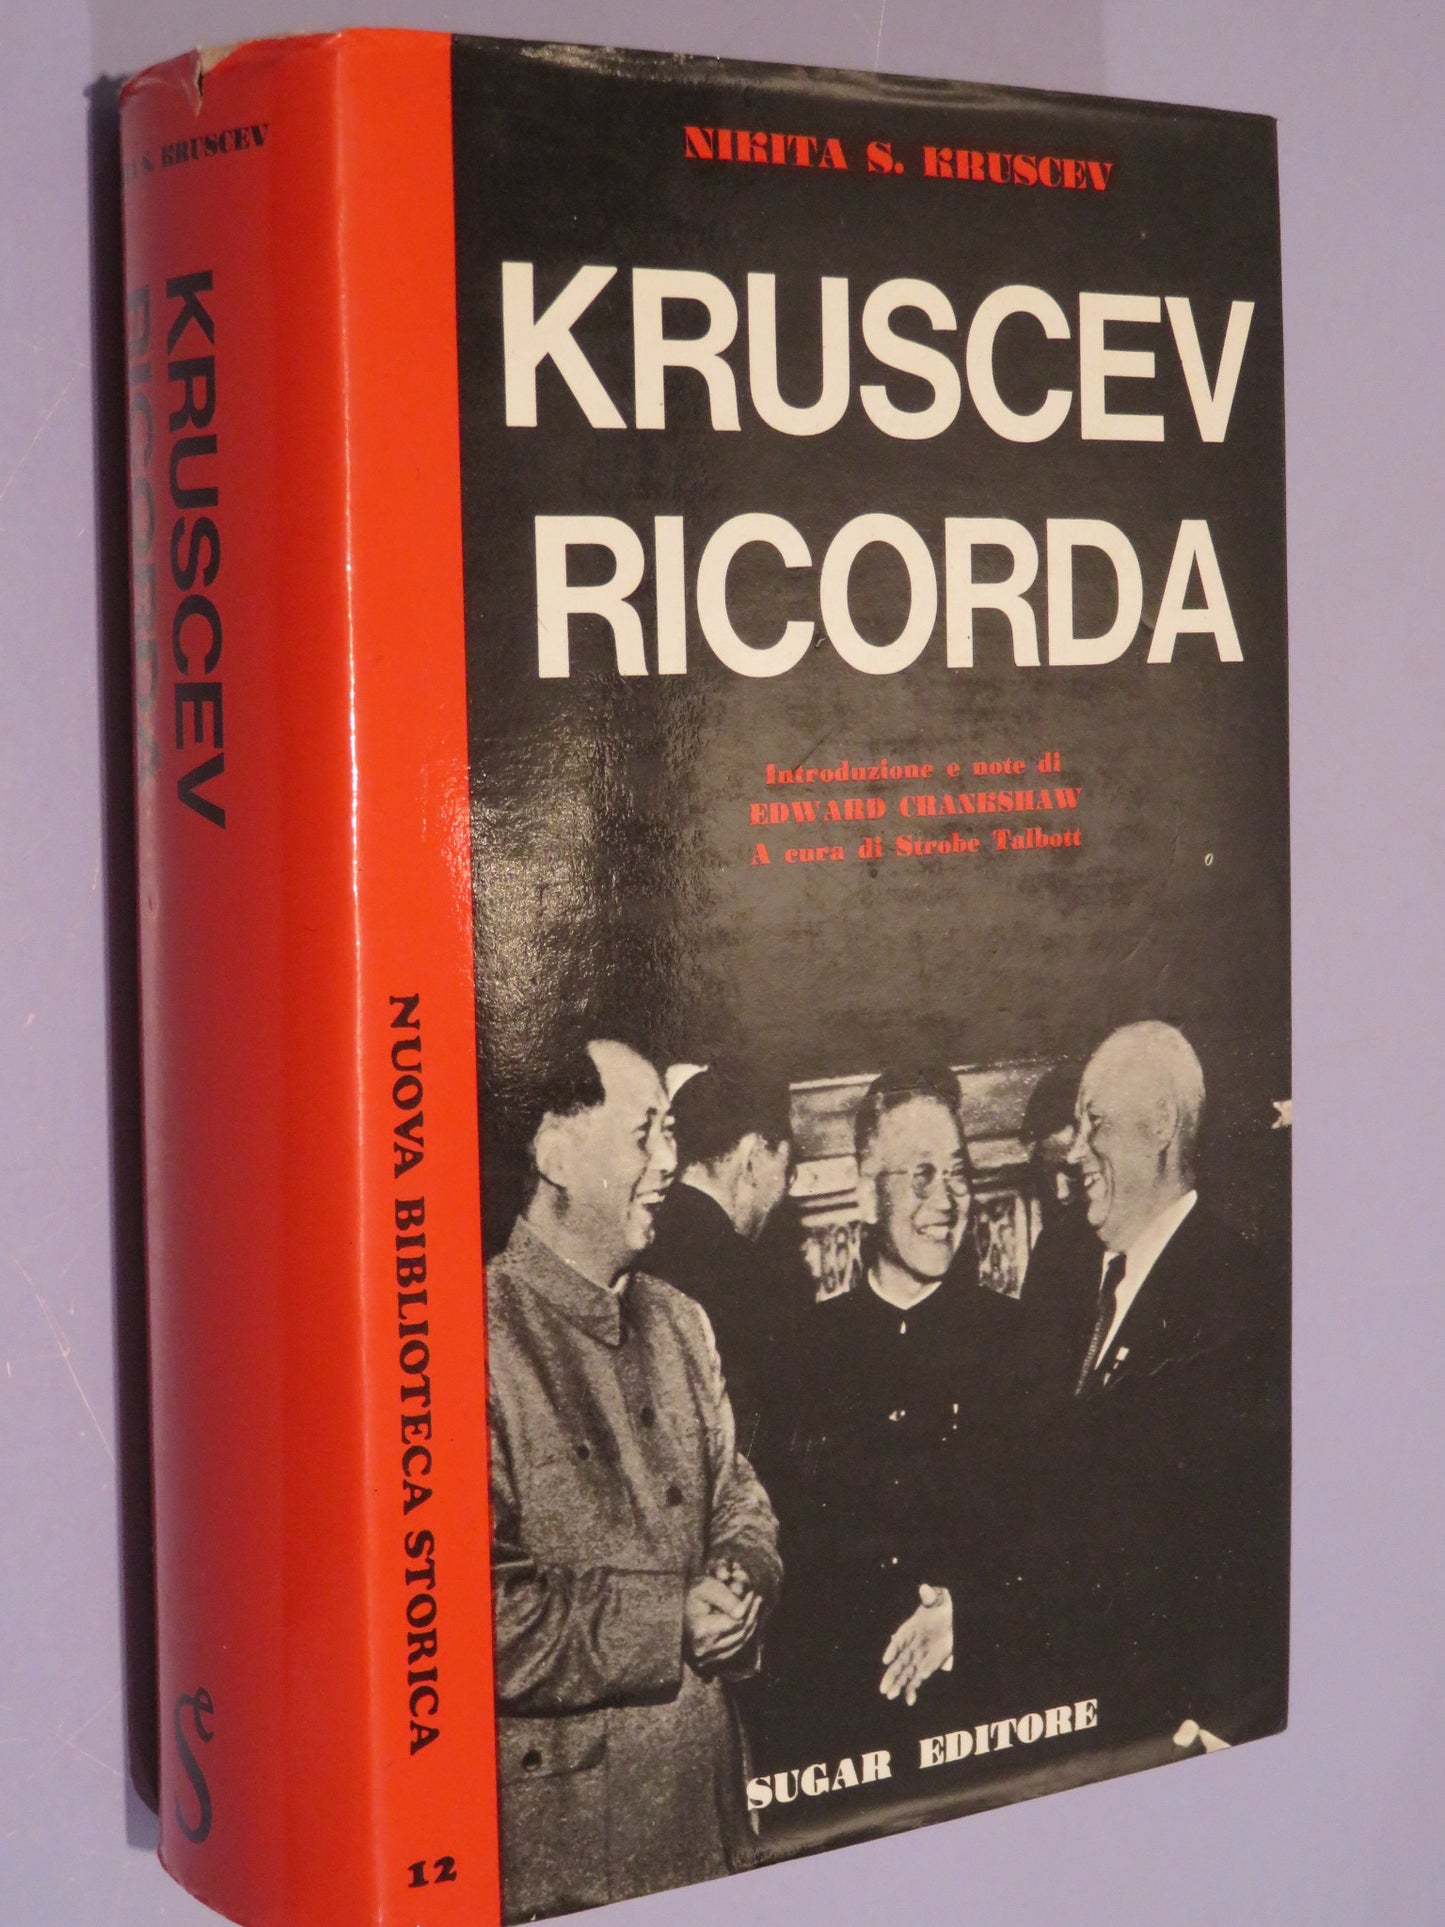 NIKITA S. KRUSCEV
KRUSCEV
RICORDA
Introduzione e note di
EDWARD CRANKSHAW
A cura di Strobe Talbott
SUGAR EDITORE
S. KRUSCEV
KRUSCEV
RICORDA
NUOVA BIBLIOTECA STORICA
12